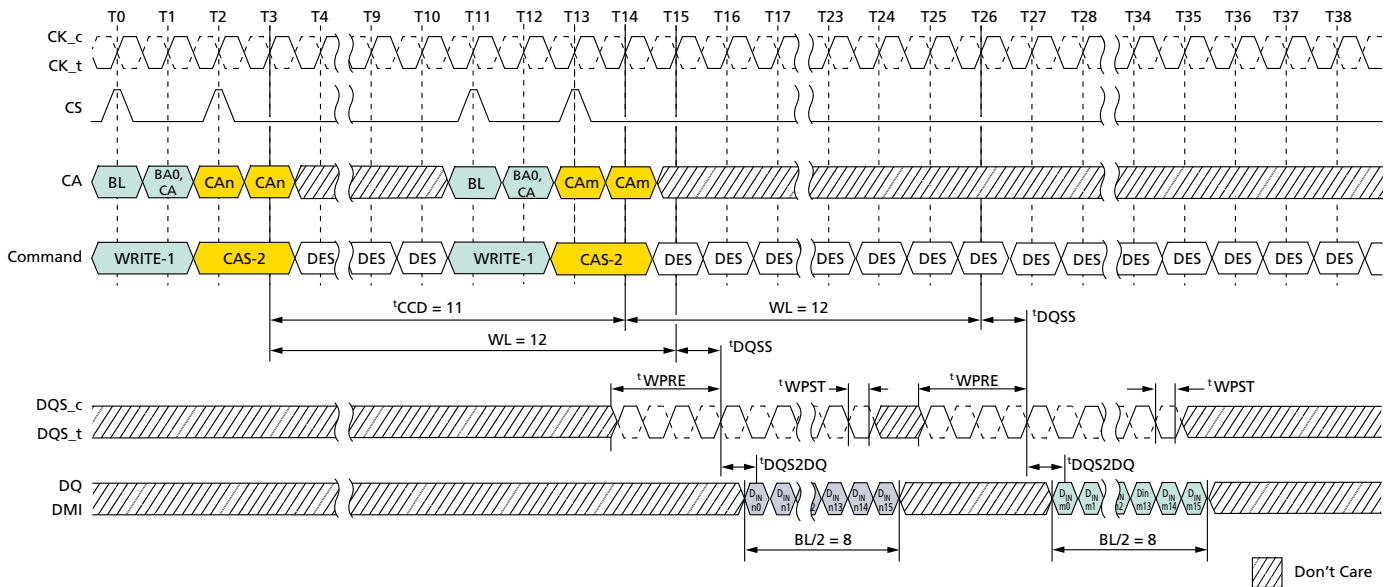 T0 T1 T2 T3 T4 T9 T10 T11 T12 T13 T14 T15 T16 T17 T23 T24 T25 T26 T27 T28 T34 T35 T36 T37 T38
CK_c
CK_t
CS
CA BL BA0, CA CAn CAn BL BA0, CA CAm CAm
Command WRITE-1 CAS-2 DES DES DES WRITE-1 CAS-2 DES DES DES DES DES DES DES DES DES DES DES DES DES DES
tCCD = 11 WL = 12 tDQSS
WL = 12 tDQSS
tWPRE tWPST tWPRE tWPST
DQS_c
DQS_t
tDQS2DQ tDQS2DQ
DQ
DMI
DIN n0 DIN n1 DIN n13 DIN n14 DIN n15 DIN m0 DIN m1 Din m13 DIN m14 DIN m15
BL/2 = 8 BL/2 = 8
Don't Care